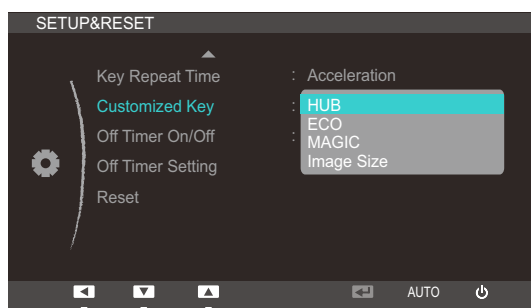 SETUP&RESET
Key Repeat Time : Acceleration
Customized Key : HUB
ECO
Off Timer On/Off : MAGIC
Image Size
Off Timer Setting
Reset
AUTO